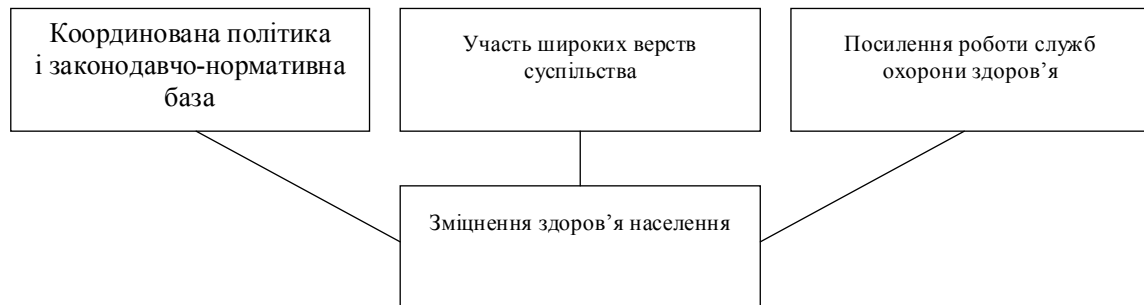 Координована політика
і законодавчо-нормативна
база
Участь широких верств
суспільства
Посилення роботи служб
охорони здоров’я
Зміцнення здоров’я населення